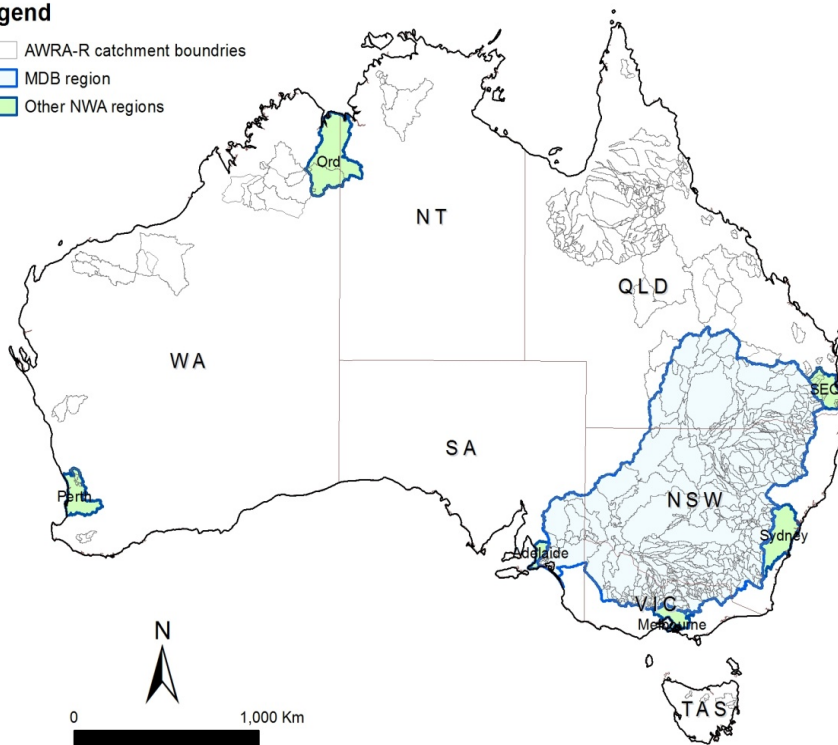 gend
AWRA-R catchment boundries
MDB region
Other NWA regions
Ord
NT
QLD
WA
SEQ
SA
Perth
NSW
Sydney
Adelaide
VIC
Melbourne
N
TAS
0 1,000 Km